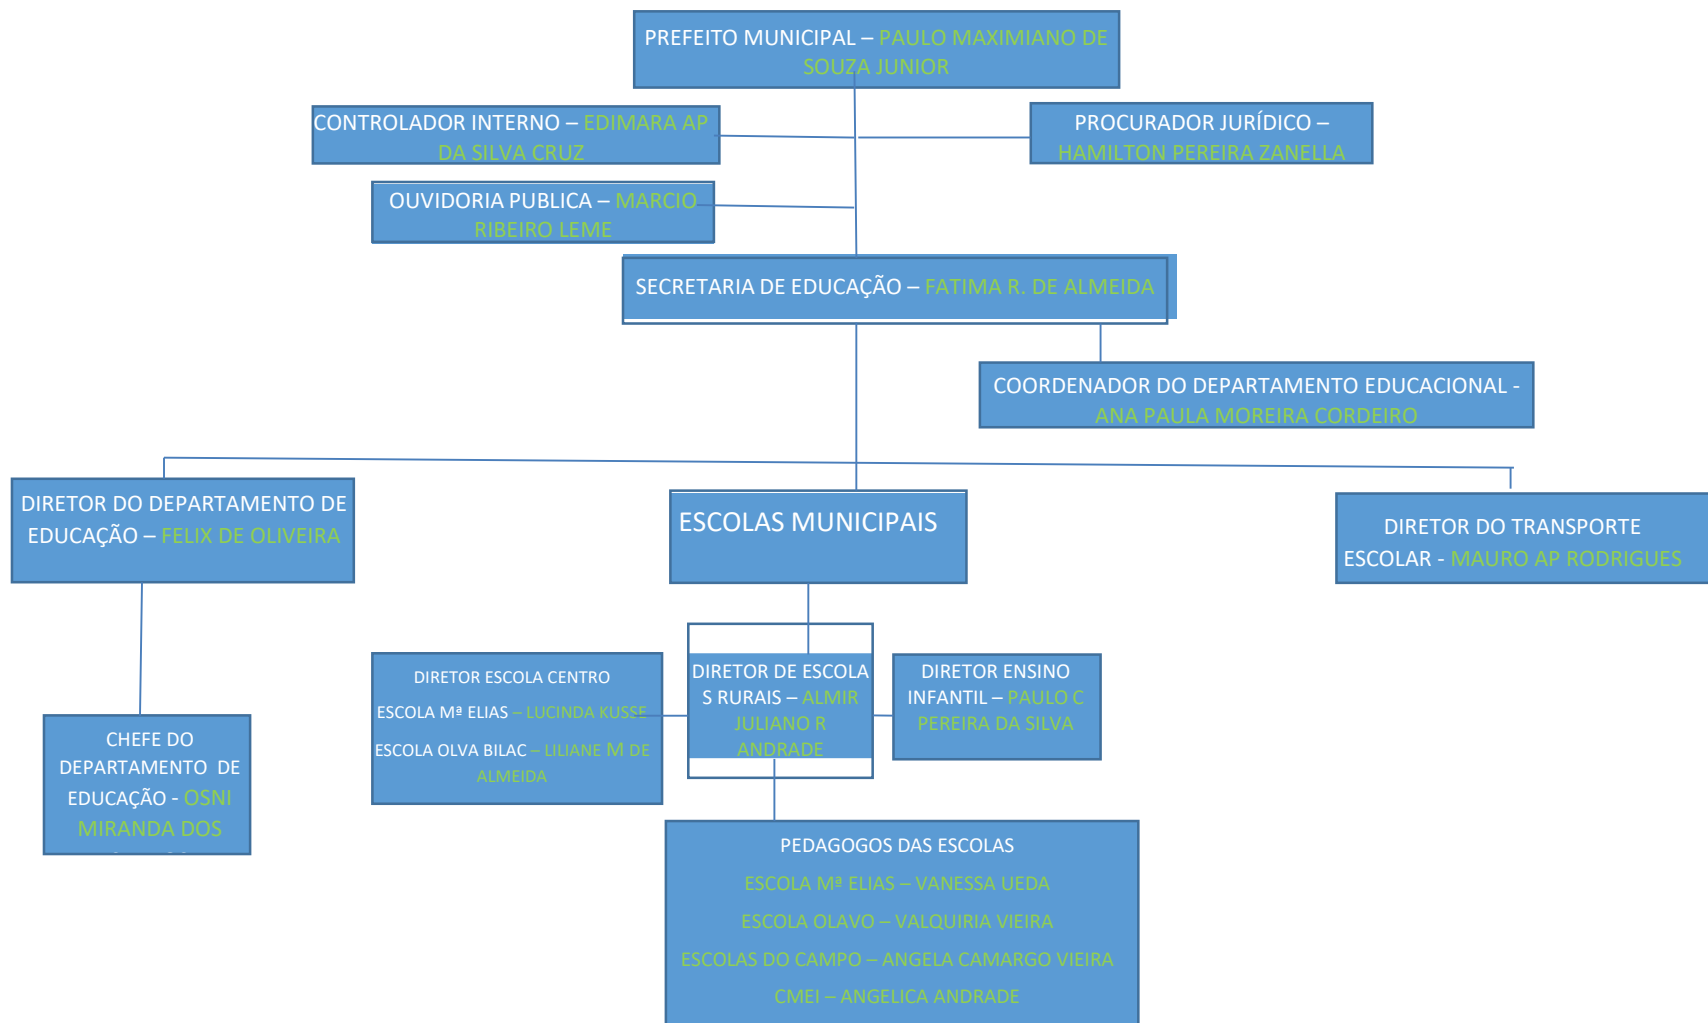 PREFEITO MUNICIPAL – PAULO MAXIMIANO DE
SOUZA JUNIOR
CONTROLADOR INTERNO – EDIMARA AP
DA SILVA CRUZ
PROCURADOR JURÍDICO –
HAMILTON PEREIRA ZANELLA
OUVIDORIA PUBLICA – MARCIO
RIBEIRO LEME
SECRETARIA DE EDUCAÇÃO – FATIMA R. DE ALMEIDA
COORDENADOR DO DEPARTAMENTO EDUCACIONAL -
ANA PAULA MOREIRA CORDEIRO
DIRETOR DO DEPARTAMENTO DE
EDUCAÇÃO – FELIX DE OLIVEIRA
ESCOLAS MUNICIPAIS
DIRETOR DO TRANSPORTE
ESCOLAR - MAURO AP RODRIGUES
DIRETOR ESCOLA CENTRO
ESCOLA Mª ELIAS – LUCINDA KUSSE
ESCOLA OLVA BILAC – LILIANE M DE
ALMEIDA
DIRETOR DE ESCOLA
S RURAIS – ALMIR
JULIANO R
ANDRADE
DIRETOR ENSINO
INFANTIL – PAULO C
PEREIRA DA SILVA
CHEFE DO
DEPARTAMENTO DE
EDUCAÇÃO - OSNI
MIRANDA DOS
PEDAGOGOS DAS ESCOLAS
ESCOLA Mª ELIAS – VANESSA UEDA
ESCOLA OLAVO – VALQUIRIA VIEIRA
ESCOLAS DO CAMPO – ANGELA CAMARGO VIEIRA
CMEI – ANGELICA ANDRADE